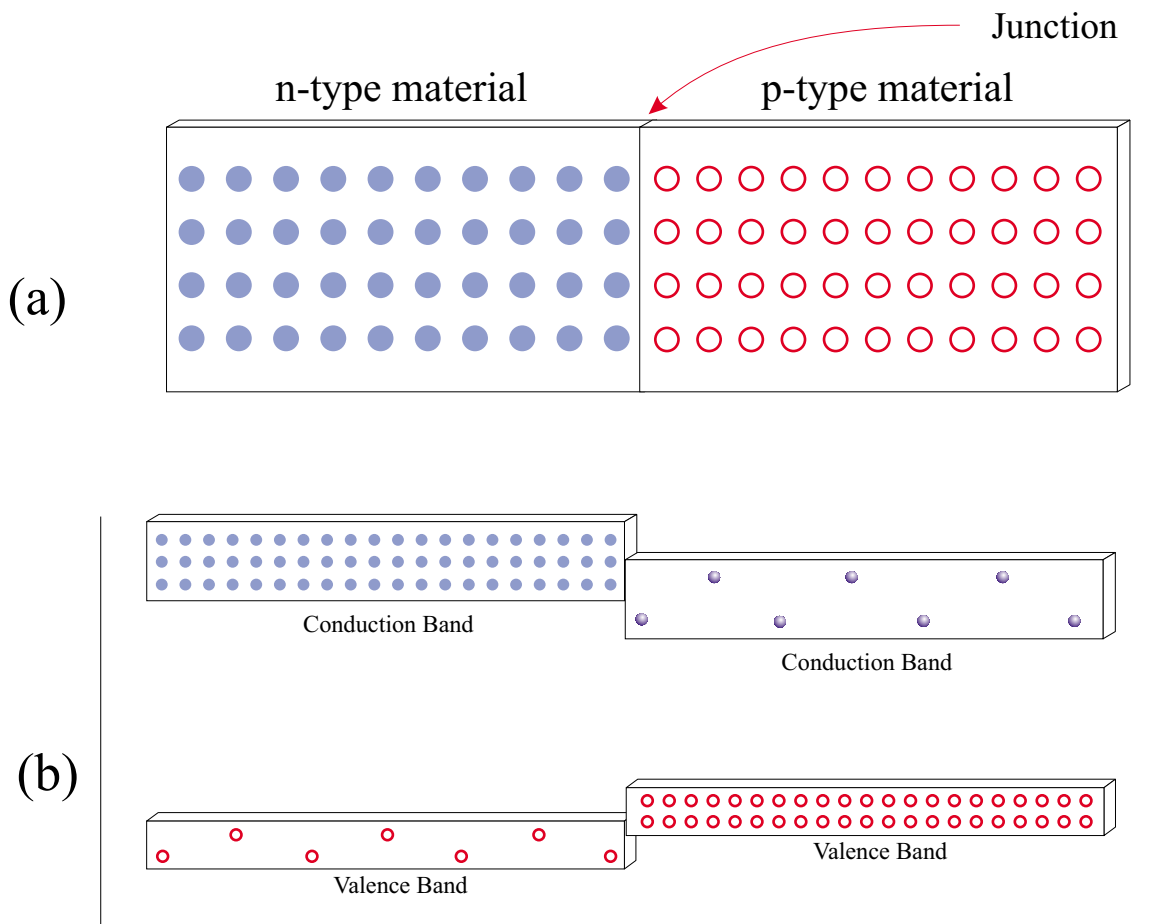 Junction
n-type material
p-type material
(a)
Conduction Band
Conduction Band
(b)
Valence Band
Valence Band